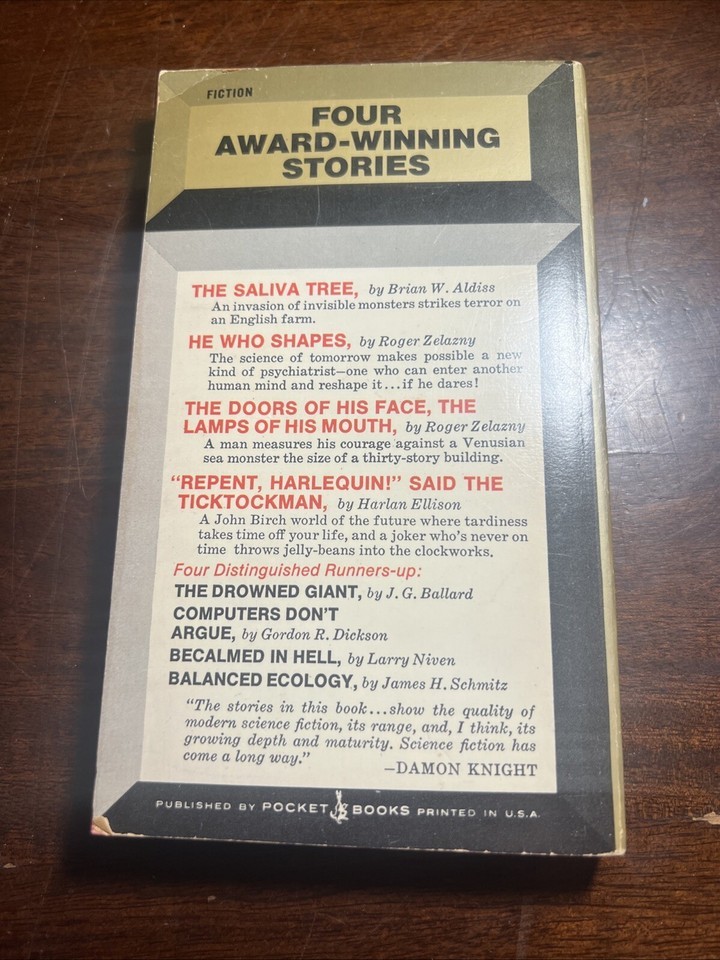 FICTION
FOUR
AWARD-WINNING
STORIES
THE SALIVA TREE, by Brian W. Aldiss
An invasion of invisible monsters strikes terror on
an English farm.
HE WHO SHAPES, by Roger Zelazny
The science of tomorrow makes possible a new
kind of psychiatrist—one who can enter another
human mind and reshape it...if he dares!
THE DOORS OF HIS FACE, THE
LAMPS OF HIS MOUTH, by Roger Zelazny
A man measures his courage against a Venusian
sea monster the size of a thirty-story building.
"REPENT, HARLEQUIN!" SAID THE
TICKTOCKMAN, by Harlan Ellison
A John Birch world of the future where tardiness
takes time off your life, and a joker who's never on
time throws jelly-beans into the clockworks.
Four Distinguished Runners-up:
THE DROWNED GIANT, by J. G. Ballard
COMPUTERS DON'T
ARGUE, by Gordon R. Dickson
BECALMED IN HELL, by Larry Niven
BALANCED ECOLOGY, by James H. Schmitz
"The stories in this book...show the quality of
modern science fiction, its range, and, I think, its
growing depth and maturity. Science fiction has
come a long way."
—DAMON KNIGHT
PUBLISHED BY POCKET BOOKS PRINTED IN U.S.A.